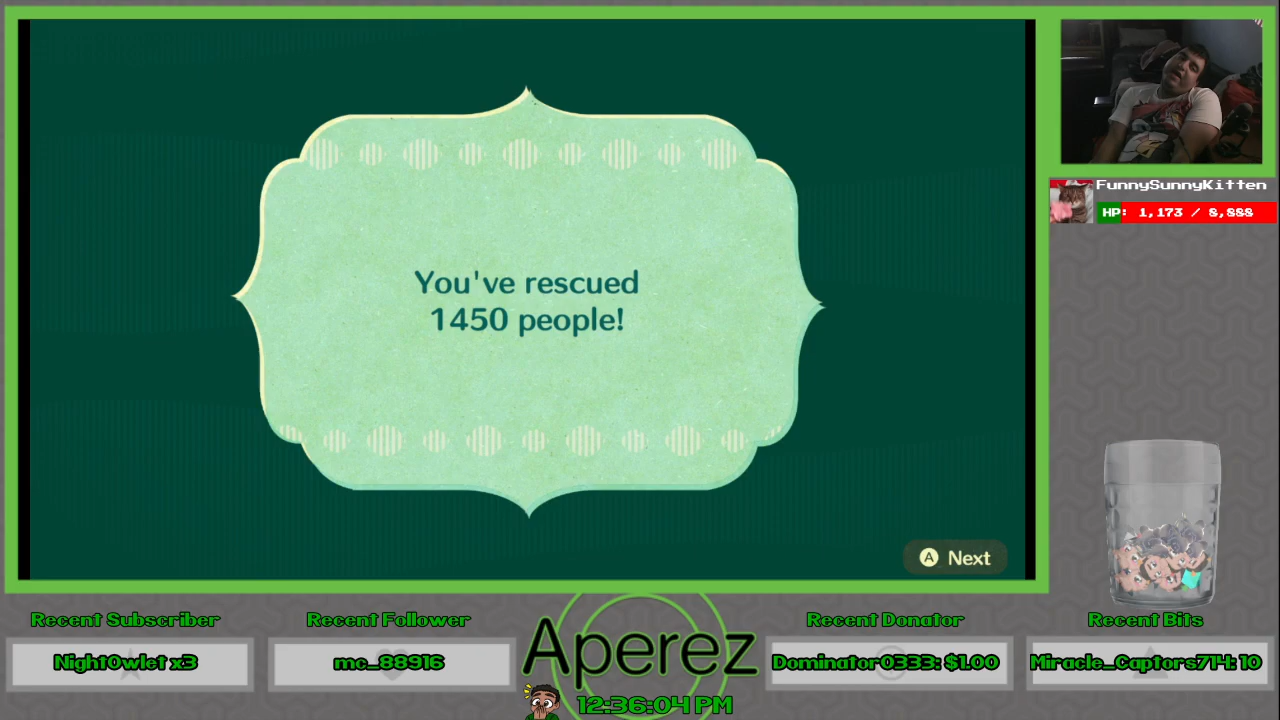 You've rescued
1450 people!
A Next
FunnySunnyKitten
HP: 1,173 / 8,888
Recent Subscriber
NightOwlet x3
Recent Follower
mc_88916
Aperez
12:36:04 PM
Recent Donator
Dominator0333: $1.00
Recent Bits
Miracle_Captors714: 10